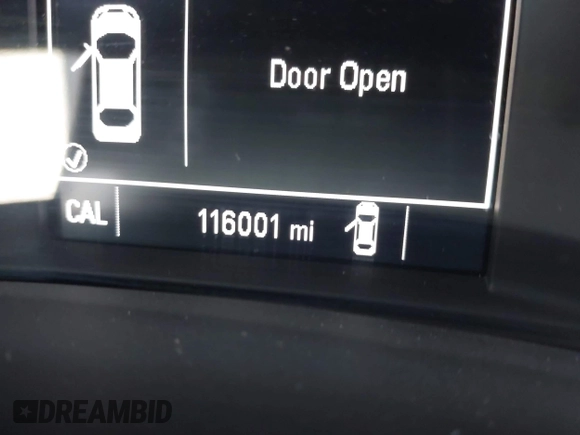 Door Open
CAL 116001 mi
DREAMBID